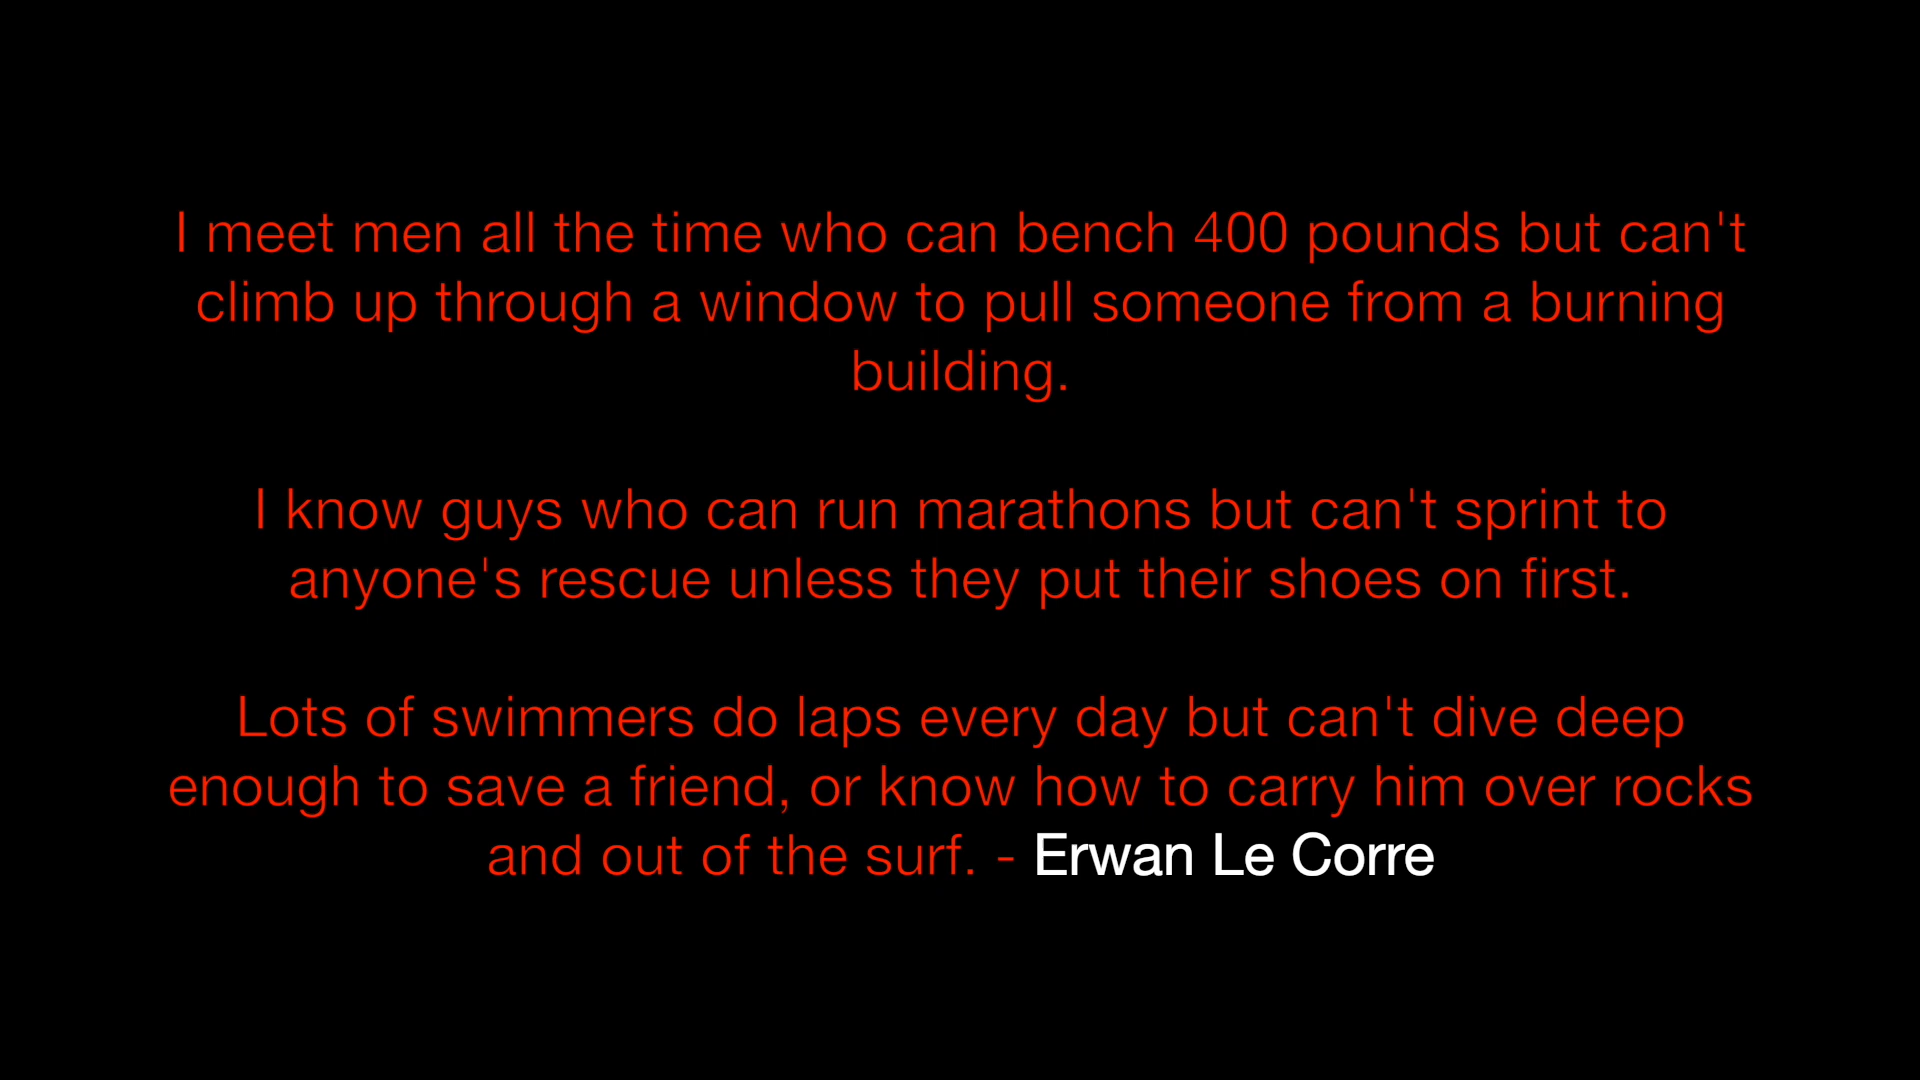 I meet men all the time who can bench 400 pounds but can't
climb up through a window to pull someone from a burning
building.
I know guys who can run marathons but can't sprint to
anyone's rescue unless they put their shoes on first.
Lots of swimmers do laps every day but can't dive deep
enough to save a friend, or know how to carry him over rocks
and out of the surf. - Erwan Le Corre